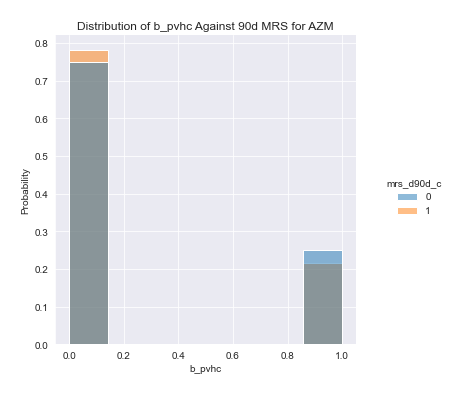 Distribution of b_pvhc Against 90d MRS for AZM
0.8
0.7
0.6
0.5
0.4
0.3
0.2
0.1
0.0
Probability
0.0 0.2 0.4 0.6 0.8 1.0
b_pvhc
mrs_d90d_c
0
1